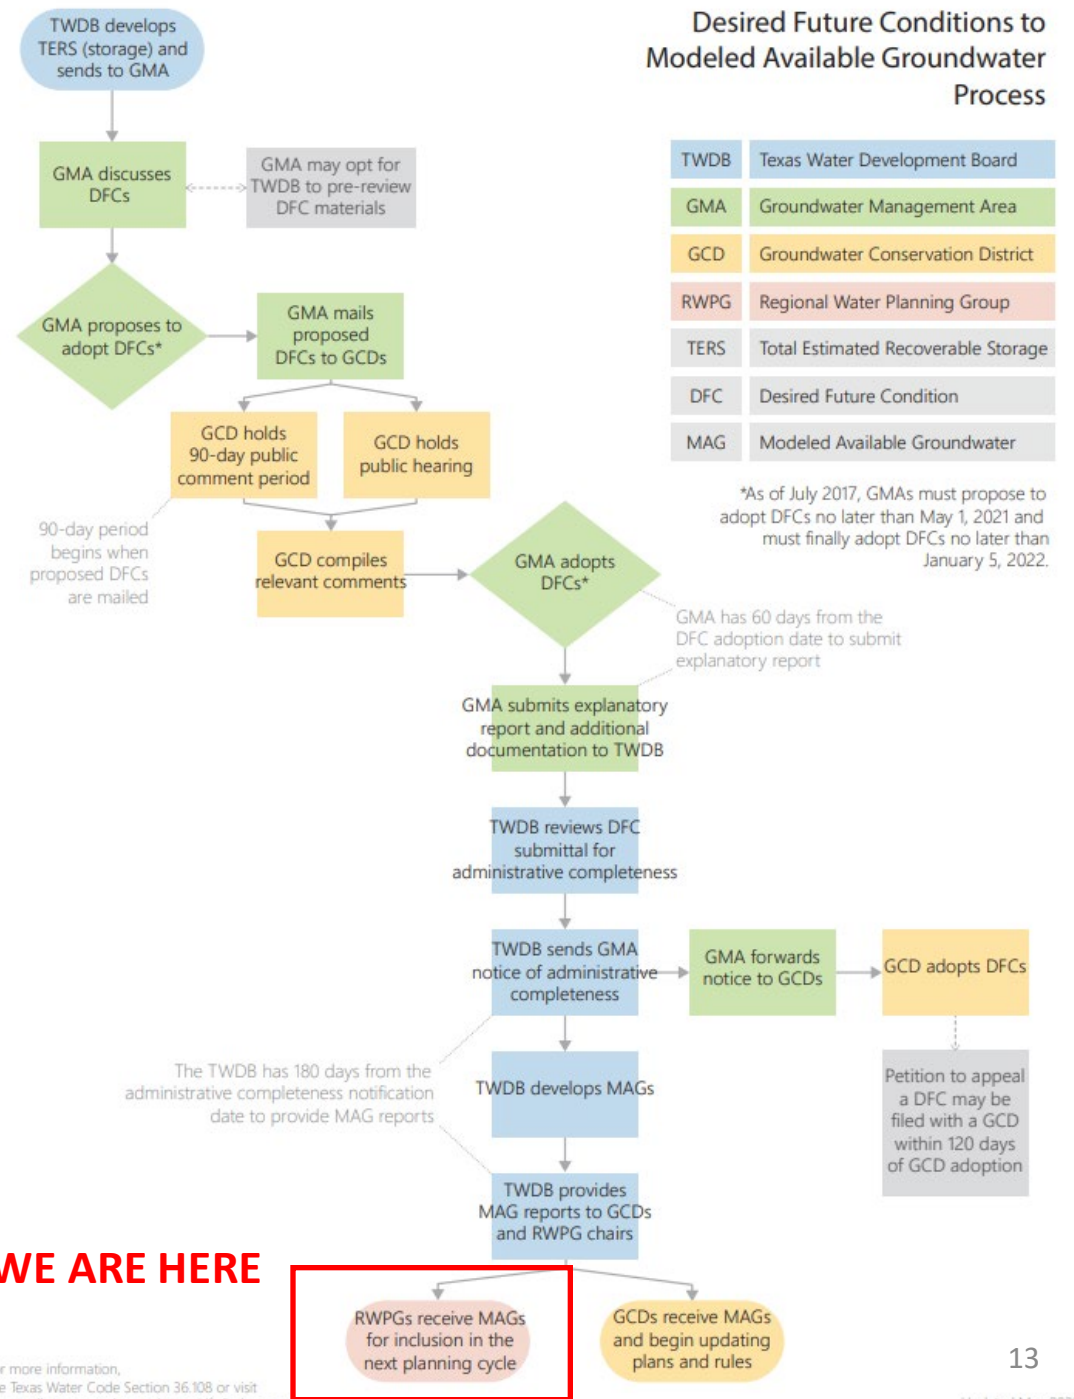 Desired Future Conditions to
Modeled Available Groundwater
Process
TWDB develops
TERS (storage) and
sends to GMA
GMA discusses
DFCs
GMA may opt for
TWDB to pre-review
DFC materials
TWDB Texas Water Development Board
GMA Groundwater Management Area
GCD Groundwater Conservation District
RWPG Regional Water Planning Group
TERS Total Estimated Recoverable Storage
DFC Desired Future Condition
MAG Modeled Available Groundwater
*As of July 2017, GMAs must propose to
adopt DFCs no later than May 1, 2021 and
must finally adopt DFCs no later than
January 5, 2022.
GMA proposes to
adopt DFCs*
GMA mails
proposed
DFCs to GCDs
GCD holds
90-day public
comment period
GCD holds
public hearing
90-day period
begins when
proposed DFCs
are mailed
GCD compiles
relevant comments
GMA adopts
DFCs*
GMA has 60 days from the
DFC adoption date to submit
explanatory report
GMA submits explanatory
report and additional
documentation to TWDB
TWDB reviews DFC
submittal for
administrative completeness
TWDB sends GMA
notice of administrative
completeness
GMA forwards
notice to GCDs
GCD adopts DFCs
The TWDB has 180 days from the
administrative completeness notification
date to provide MAG reports
TWDB develops MAGs
Petition to appeal
a DFC may be
filed with a GCD
within 120 days
of GCD adoption
TWDB provides
MAG reports to GCDs
and RWPG chairs
WE ARE HERE
RWPGs receive MAGs
for inclusion in the
next planning cycle
GCDs receive MAGs
and begin updating
plans and rules
13
r more information,
e Texas Water Code Section 36.108 or visit